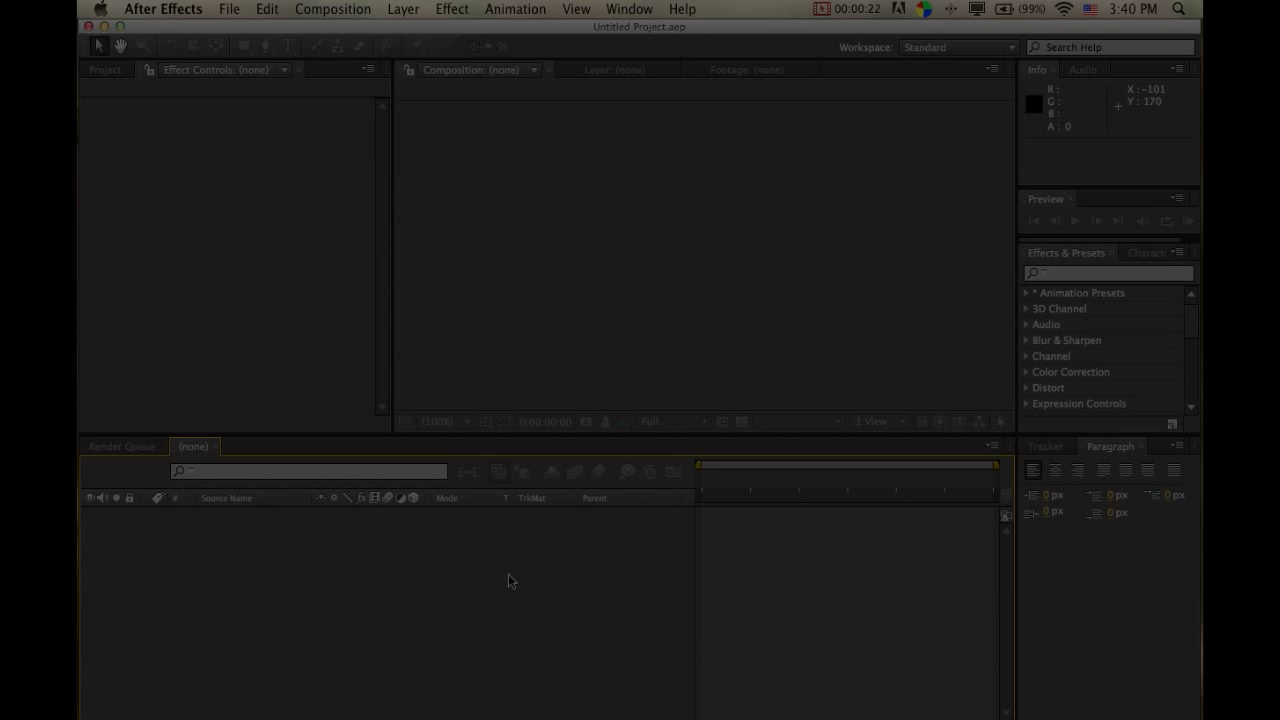 After Effects File Edit Composition Layer Effect Animation View Window Help 00:00:22 (99%) 3:40 PM
Untitled Project.aep
Workspace: Standard Search Help
Project Effect Controls: (none) Composition: (none) Layer: (none) Footage: (none) Info Audio
R : X : -101
G : Y : 170
B :
A : 0
Preview
Effects & Presets Charact
* Animation Presets
3D Channel
Audio
Blur & Sharpen
Channel
Color Correction
Distort
Expression Controls
(100%) 0:00:00:00 Full 1 View
Render Queue (none) Tracker Paragraph
# Source Name fx Mode T TrkMat Parent
0 px 0 px 0 px
0 px 0 px